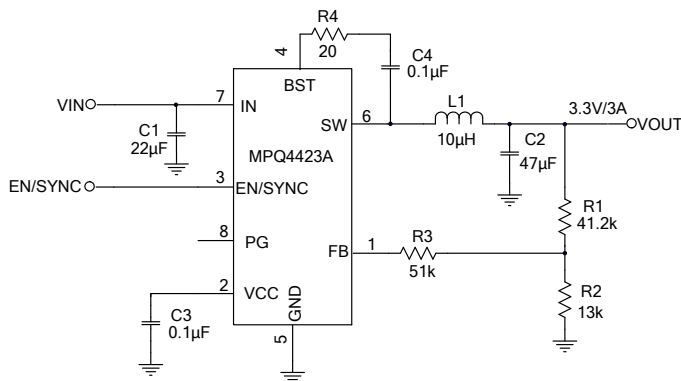 R4
20
4
BST
C4
0.1µF
VIN
7
IN
C1
22µF
SW
6
L1
10µH
3.3V/3A
VOUT
C2
47µF
MPQ4423A
EN/SYNC
3
EN/SYNC
R1
41.2k
8
PG
FB
1
R3
51k
2
VCC
R2
13k
C3
0.1µF
GND
5